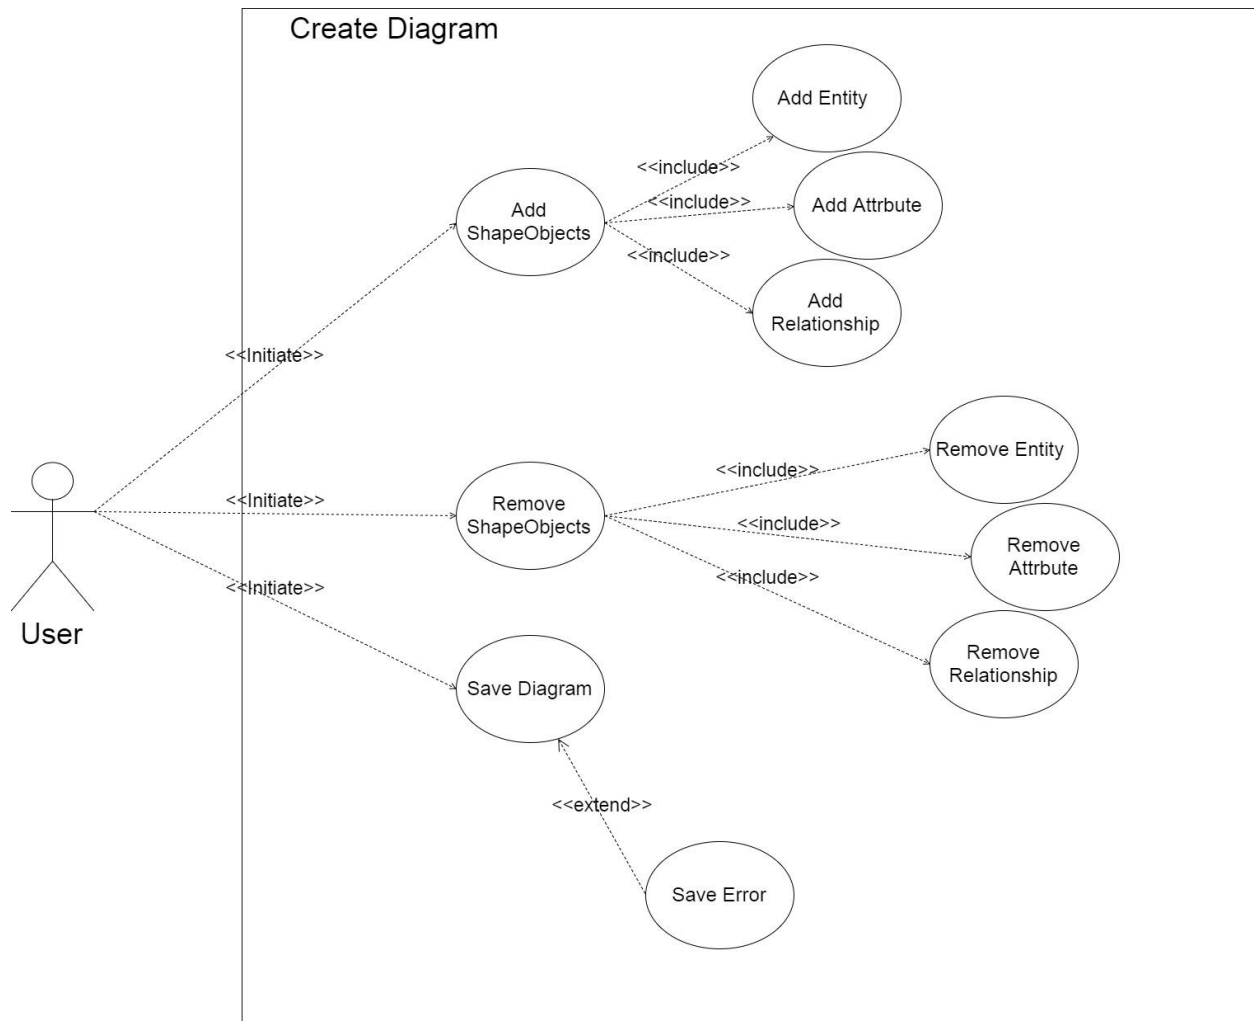 Create Diagram
Add Entity
<<include>>
Add Attrbute
<<include>>
Add
ShapeObjects
<<include>>
Add
Relationship
<<Initiate>>
Remove Entity
<<include>>
<<Initiate>>
Remove
ShapeObjects
<<include>>
Remove
Attrbute
<<include>>
<<Initiate>>
User
Remove
Relationship
Save Diagram
<<extend>>
Save Error